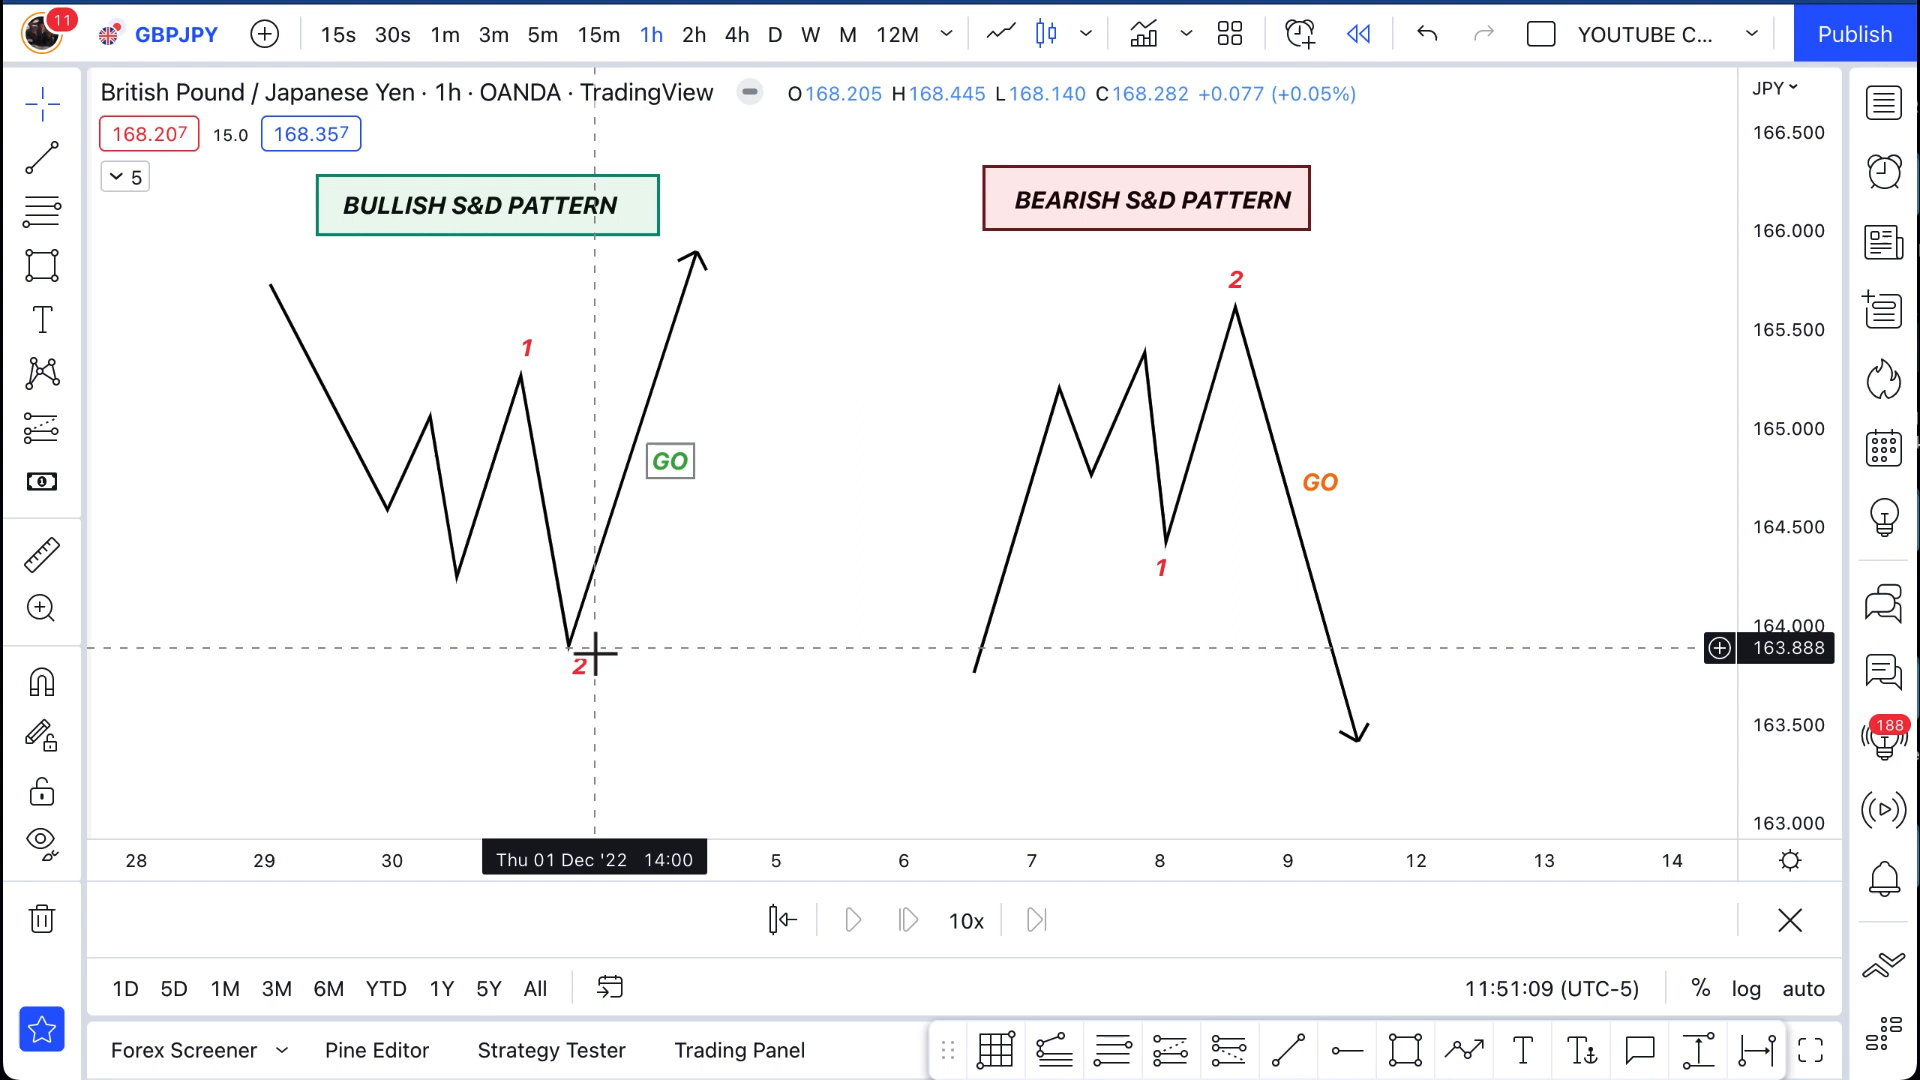 11 GBPJPY 15s 30s 1m 3m 5m 15m 1h 2h 4h D W M 12M YOUTUBE C... Publish
British Pound / Japanese Yen · 1h · OANDA · TradingView O168.205 H168.445 L168.140 C168.282 +0.077 (+0.05%) JPY
168.207 15.0 168.357
5
BULLISH S&D PATTERN
BEARISH S&D PATTERN
1
2
GO
2
1
GO
166.500
166.000
165.500
165.000
164.500
164.000
163.888
163.500
163.000
188
28 29 30 Thu 01 Dec '22 14:00 5 6 7 8 9 12 13 14
10x
1D 5D 1M 3M 6M YTD 1Y 5Y All 11:51:09 (UTC-5) % log auto
Forex Screener Pine Editor Strategy Tester Trading Panel